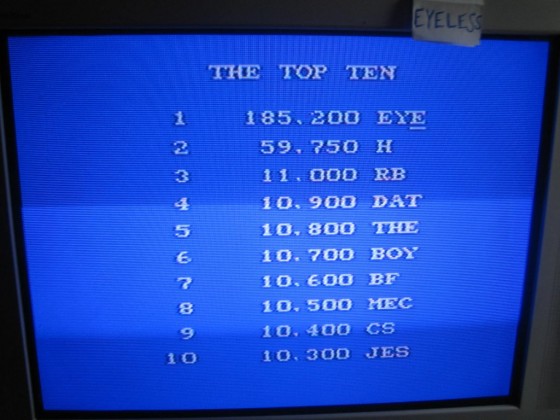 EYELESS
THE TOP TEN
1 185,200 EYE
2 59,750 H
3 11,000 RB
4 10,900 DAT
5 10,800 THE
6 10,700 BOY
7 10,600 BF
8 10,500 MEC
9 10,400 CS
10 10,300 JES